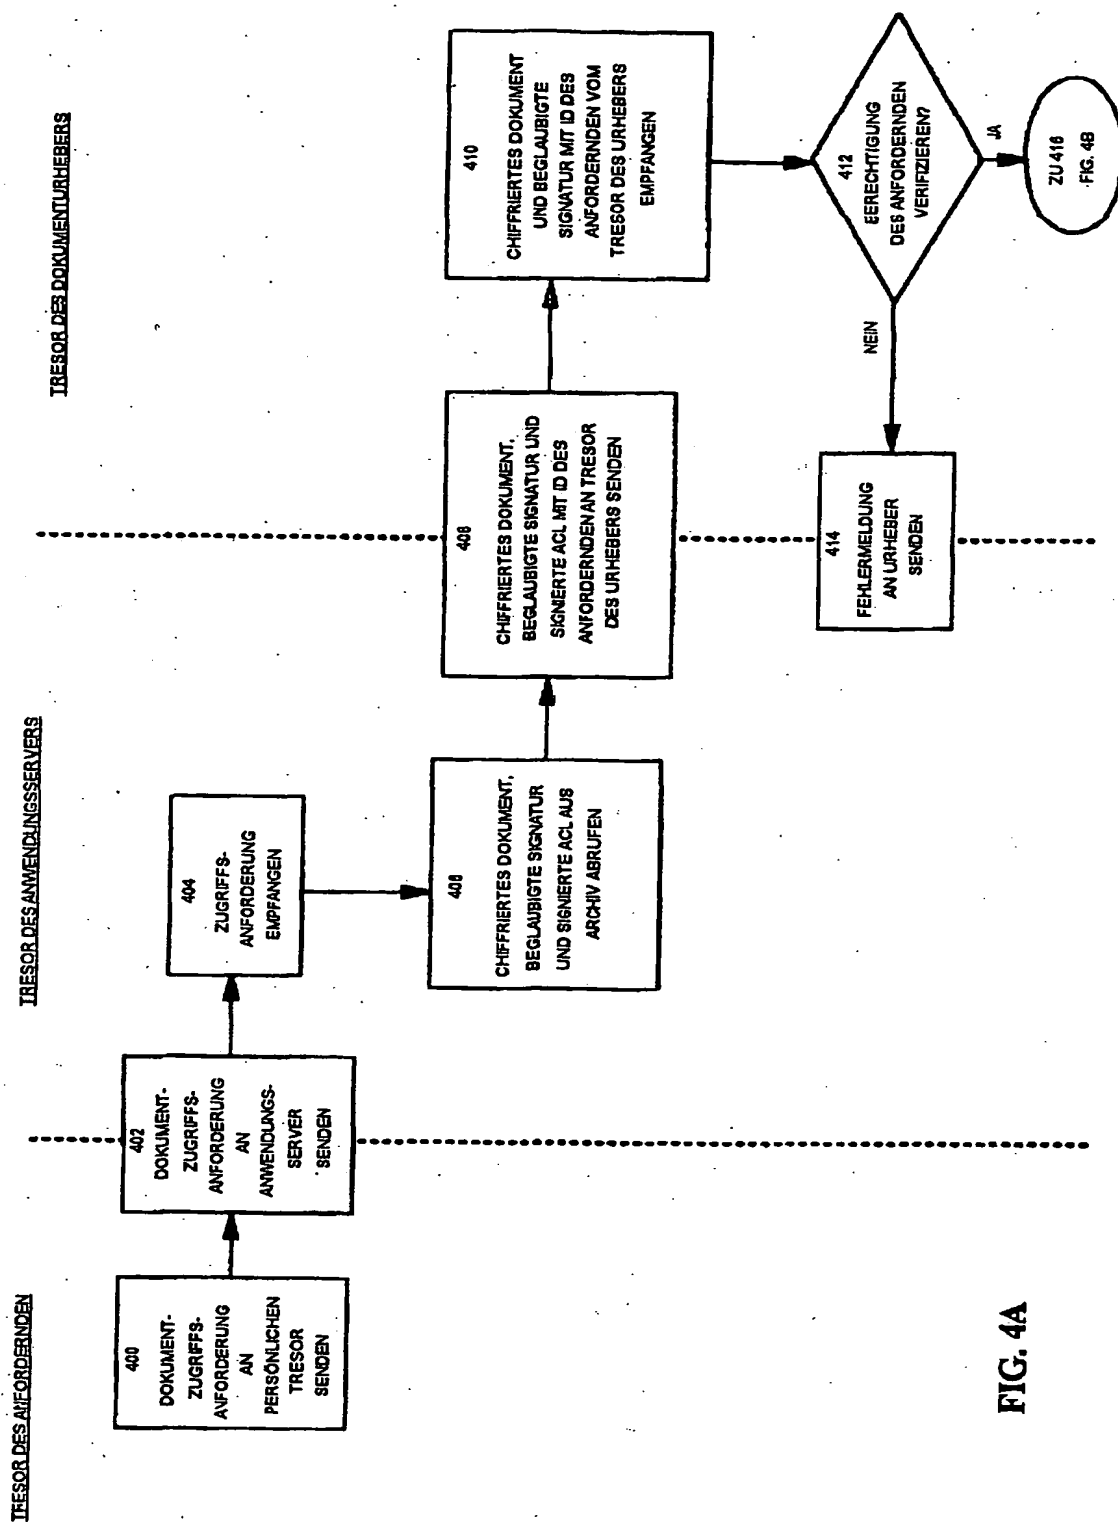 TRESOR DES ANFORDERNDEN
TRESOR DES ANWENDUNGSSERVERS
TRESOR DES DOKUMENTURHEBERS
400
DOKUMENT-
ZUGRIFFS-
ANFORDERUNG
AN
PERSÖNLICHEN
TRESOR
SENDEN
402
DOKUMENT-
ZUGRIFFS-
ANFORDERUNG
AN
ANWENDUNGS-
SERVER
SENDEN
404
ZUGRIFFS-
ANFORDERUNG
EMPFANGEN
406
CHIFFRIERTES DOKUMENT,
BEGLAUBIGTE SIGNATUR
UND SIGNIERTE ACL AUS
ARCHIV ABRUFEN
408
CHIFFRIERTES DOKUMENT,
BEGLAUBIGTE SIGNATUR UND
SIGNIERTE ACL MIT ID DES
ANFORDERNDEN AN TRESOR
DES URHEBERS SENDEN
410
CHIFFRIERTES DOKUMENT
UND BEGLAUBIGTE
SIGNATUR MIT ID DES
ANFORDERNDEN VOM
TRESOR DES URHEBERS
EMPFANGEN
412
BERECHTIGUNG
DES ANFORDERNDEN
VERIFIZIEREN?
NEIN
JA
414
FEHLERMELDUNG
AN URHEBER
SENDEN
ZU 416
FIG. 4B
FIG. 4A